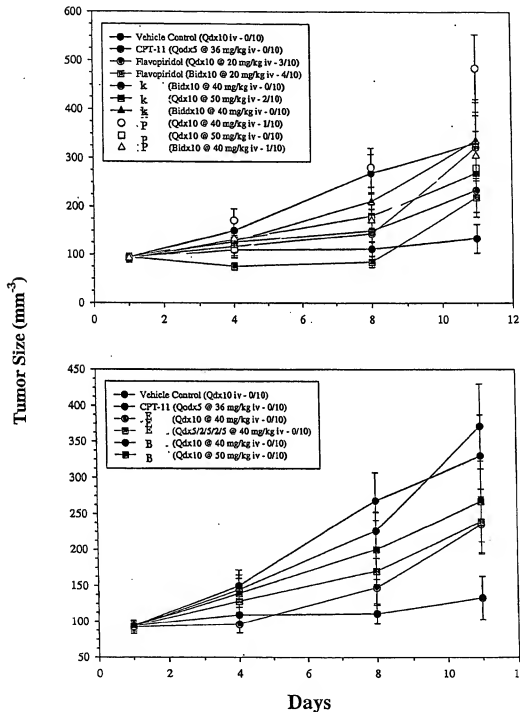 600
500
400
300
200
100
0
0 2 4 6 8 10 12
Vehicle Control (Qdx10 iv - 0/10)
CPT-11 (Qodx5 @ 36 mg/kg iv - 0/10)
Flavopiridol (Qdx10 @ 20 mg/kg iv - 3/10)
Flavopiridol (Bidx10 @ 20 mg/kg iv - 4/10)
k (Bidx10 @ 40 mg/kg iv - 0/10)
k (Qdx10 @ 50 mg/kg iv - 2/10)
k (Biddx10 @ 40 mg/kg iv - 0/10)
P (Qdx10 @ 40 mg/kg iv - 1/10)
P (Qdx10 @ 50 mg/kg iv - 0/10)
P (Bidx10 @ 40 mg/kg iv - 1/10)
Tumor Size (mm-3)
450
400
350
300
250
200
150
100
50
0 2 4 6 8 10 1
Vehicle Control (Qdx10 iv - 0/10)
CPT-11 (Qodx5 @ 36 mg/kg iv - 0/10)
(Qdx10 @ 40 mg/kg iv - 0/10)
(Qdx5/2/5/2/5 @ 40 mg/kg iv - 0/10)
B (Qdx10 @ 40 mg/kg iv - 0/10)
B (Qdx10 @ 50 mg/kg iv - 0/10)
Days